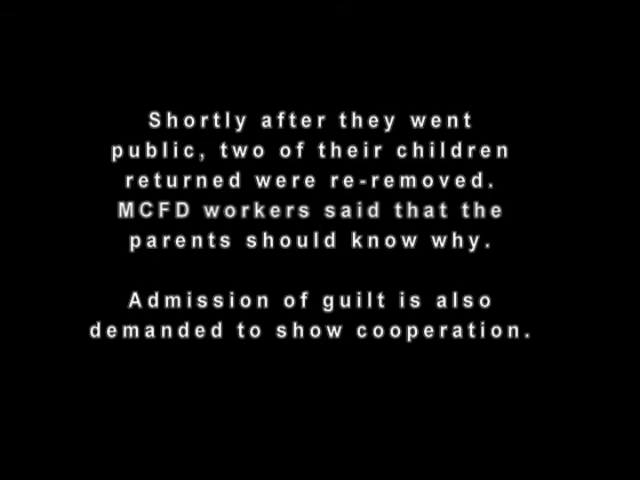 Shortly after they went
public, two of their children
returned were re-removed.
MCFD workers said that the
parents should know why.
Admission of guilt is also
demanded to show cooperation.